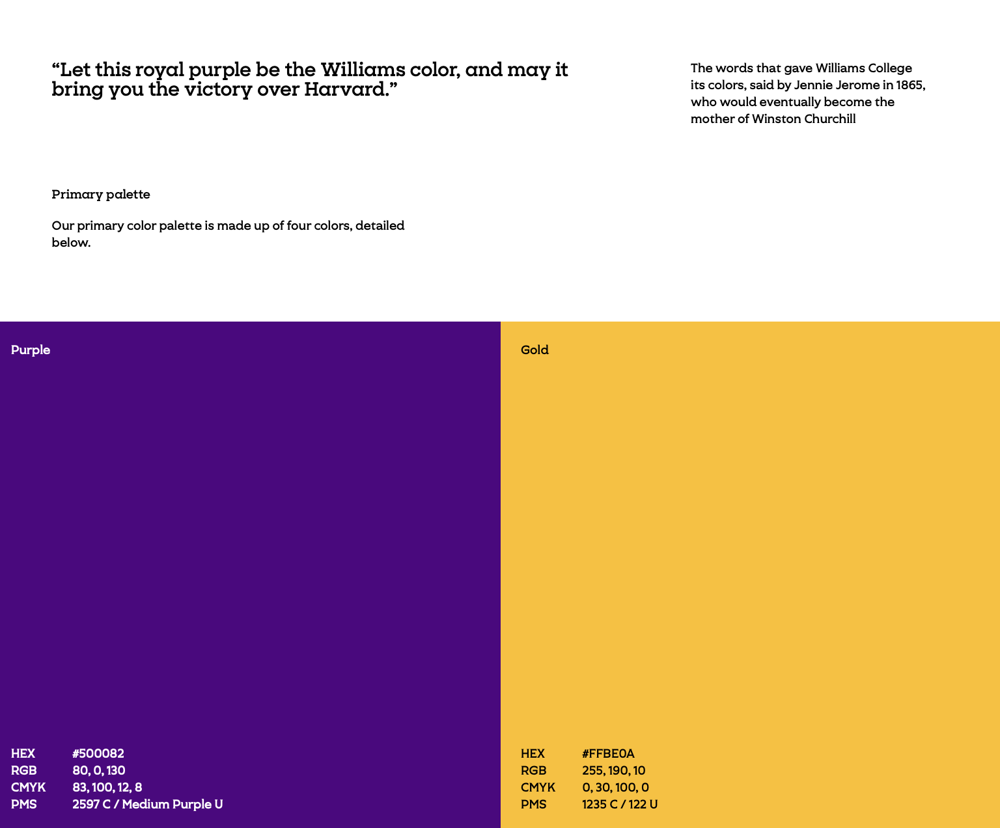 “Let this royal purple be the Williams color, and may it
bring you the victory over Harvard.”
The words that gave Williams College
its colors, said by Jennie Jerome in 1865,
who would eventually become the
mother of Winston Churchill
Primary palette
Our primary color palette is made up of four colors, detailed
below.
Purple
HEX #500082
RGB 80, 0, 130
CMYK 83, 100, 12, 8
PMS 2597 C / Medium Purple U
Gold
HEX #FFBE0A
RGB 255, 190, 10
CMYK 0, 30, 100, 0
PMS 1235 C / 122 U